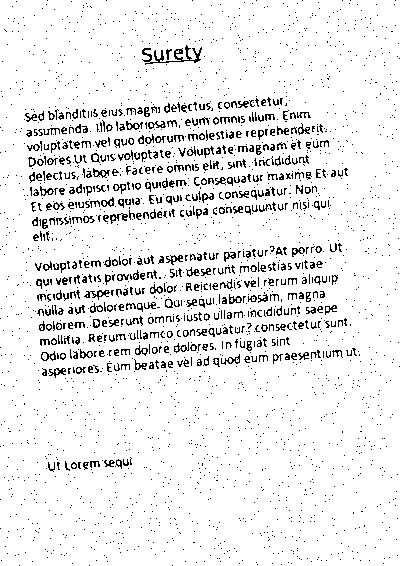 Surety
Sed blanditiis eius magni delectus, consectetur,
assumenda. Illo laboriosam, eum omnis illum. Enim
voluptatem vel quo dolorum molestiae reprehenderit.
Dolores Ut Quis voluptate. Voluptate magnam et eum
delectus, labore. Facere omnis elit, sint. Incididunt
labore adipisci optio quidem. Consequatur maxime Et aut
Et eos eiusmod quia. Eu qui culpa consequatur. Non
dignissimos reprehenderit culpa consequuntur nisi qui
elit.
Voluptatem dolor aut aspernatur pariatur?At porro. Ut
qui veritatis provident. Sit deserunt molestias vitae
incidunt aspernatur dolor. Reiciendis vel rerum aliquip
nulla aut doloremque. Qui sequi laboriosam, magna
dolorem. Deserunt omnis iusto ullam incididunt saepe
mollitia. Rerum ullamco consequatur? consectetur sunt.
Odio labore rem dolore dolores. In fugiat sint
asperiores. Eum beatae vel ad quod eum praesentium ut.
Ut Lorem sequi